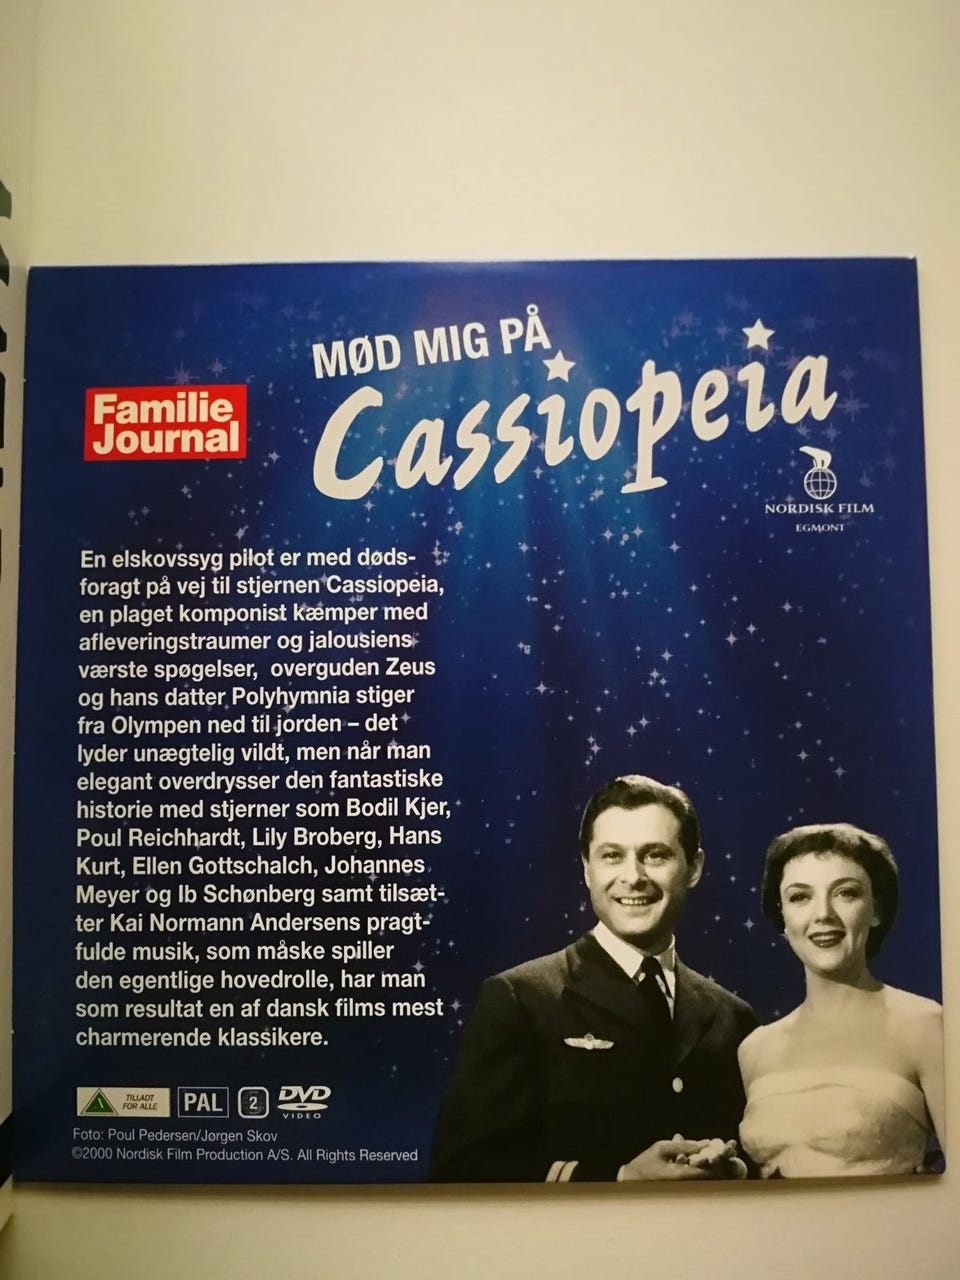 MØD MIG PÅ
Cassiopeia
Familie
Journal
NORDISK FILM
EGMONT
En elskovssyg pilot er med døds-
foragt på vej til stjernen Cassiopeia,
en plaget komponist kæmper med
afleveringstraumer og jalousiens
værste spøgelser, overguden Zeus
og hans datter Polyhymnia stiger
fra Olympen ned til jorden – det
lyder unægtelig vildt, men når man
elegant overdrysser den fantastiske
historie med stjerner som Bodil Kjer,
Poul Reichhardt, Lily Broberg, Hans
Kurt, Ellen Gottschalch, Johannes
Meyer og Ib Schønberg samt tilsæt-
ter Kai Normann Andersens pragt-
fulde musik, som måske spiller
den egentlige hovedrolle, har man
som resultat en af dansk films mest
charmerende klassikere.
TILLADT
FOR ALLE
PAL
2
DVD
VIDEO
Foto: Poul Pedersen/Jørgen Skov
©2000 Nordisk Film Production A/S. All Rights Reserved